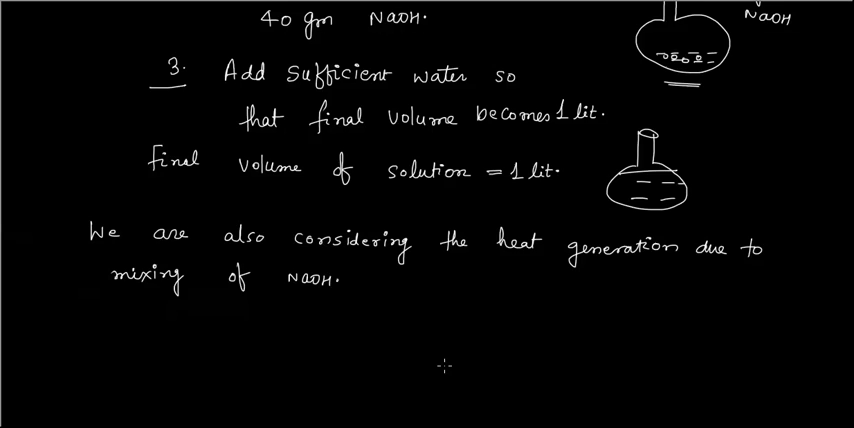 40 gm NaOH.
NaOH
3. Add sufficient water so
that final volume becomes 1 lit.
final volume of solution = 1 lit.
We are also considering the heat generation due to
mixing of NaOH.